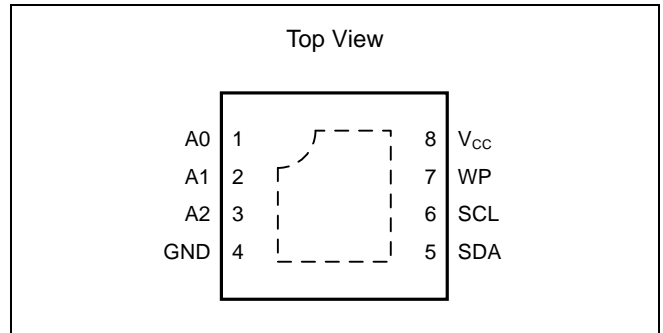 Top View
A0 1 8 VCC
A1 2 7 WP
A2 3 6 SCL
GND 4 5 SDA